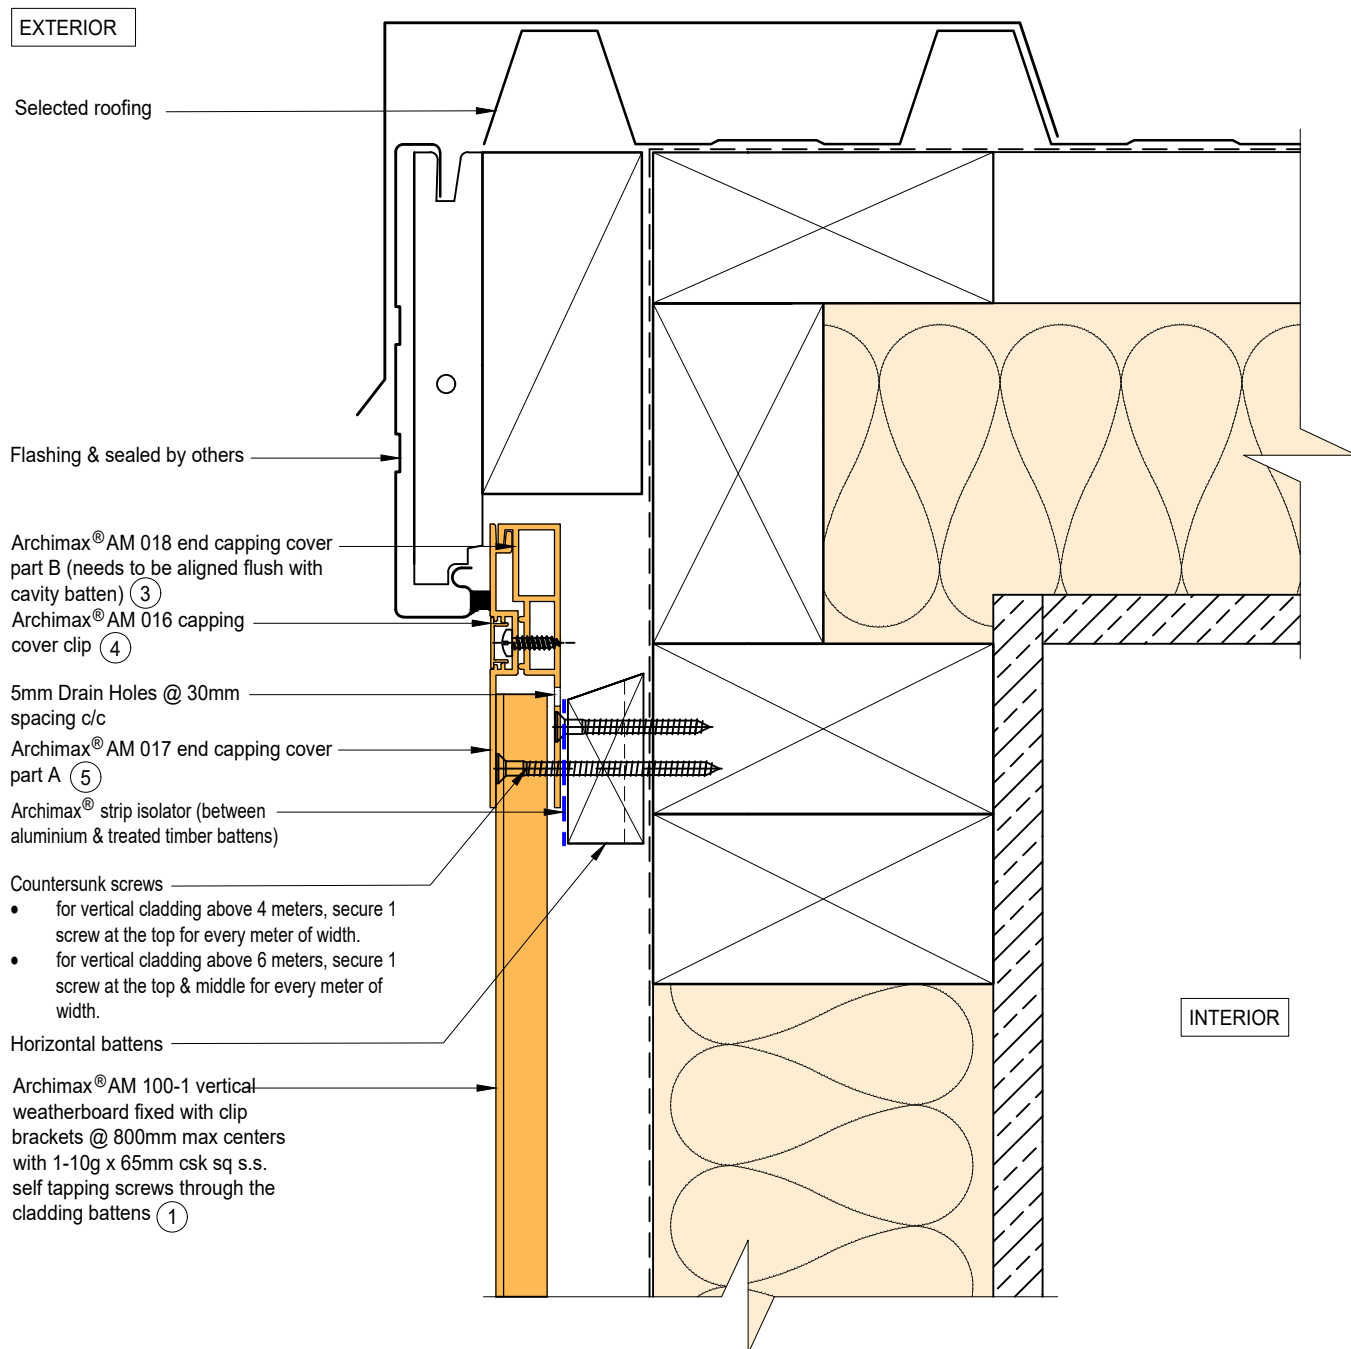 EXTERIOR
Selected roofing
Flashing & sealed by others
Archimax® AM 018 end capping cover
part B (needs to be aligned flush with
cavity batten) 3
Archimax® AM 016 capping
cover clip 4
5mm Drain Holes @ 30mm
spacing c/c
Archimax® AM 017 end capping cover
part A 5
Archimax® strip isolator (between
aluminium & treated timber battens)
Countersunk screws
• for vertical cladding above 4 meters, secure 1
screw at the top for every meter of width.
• for vertical cladding above 6 meters, secure 1
screw at the top & middle for every meter of
width.
Horizontal battens
Archimax® AM 100-1 vertical
weatherboard fixed with clip
brackets @ 800mm max centers
with 1-10g x 65mm csk sq s.s.
self tapping screws through the
cladding battens 1
INTERIOR